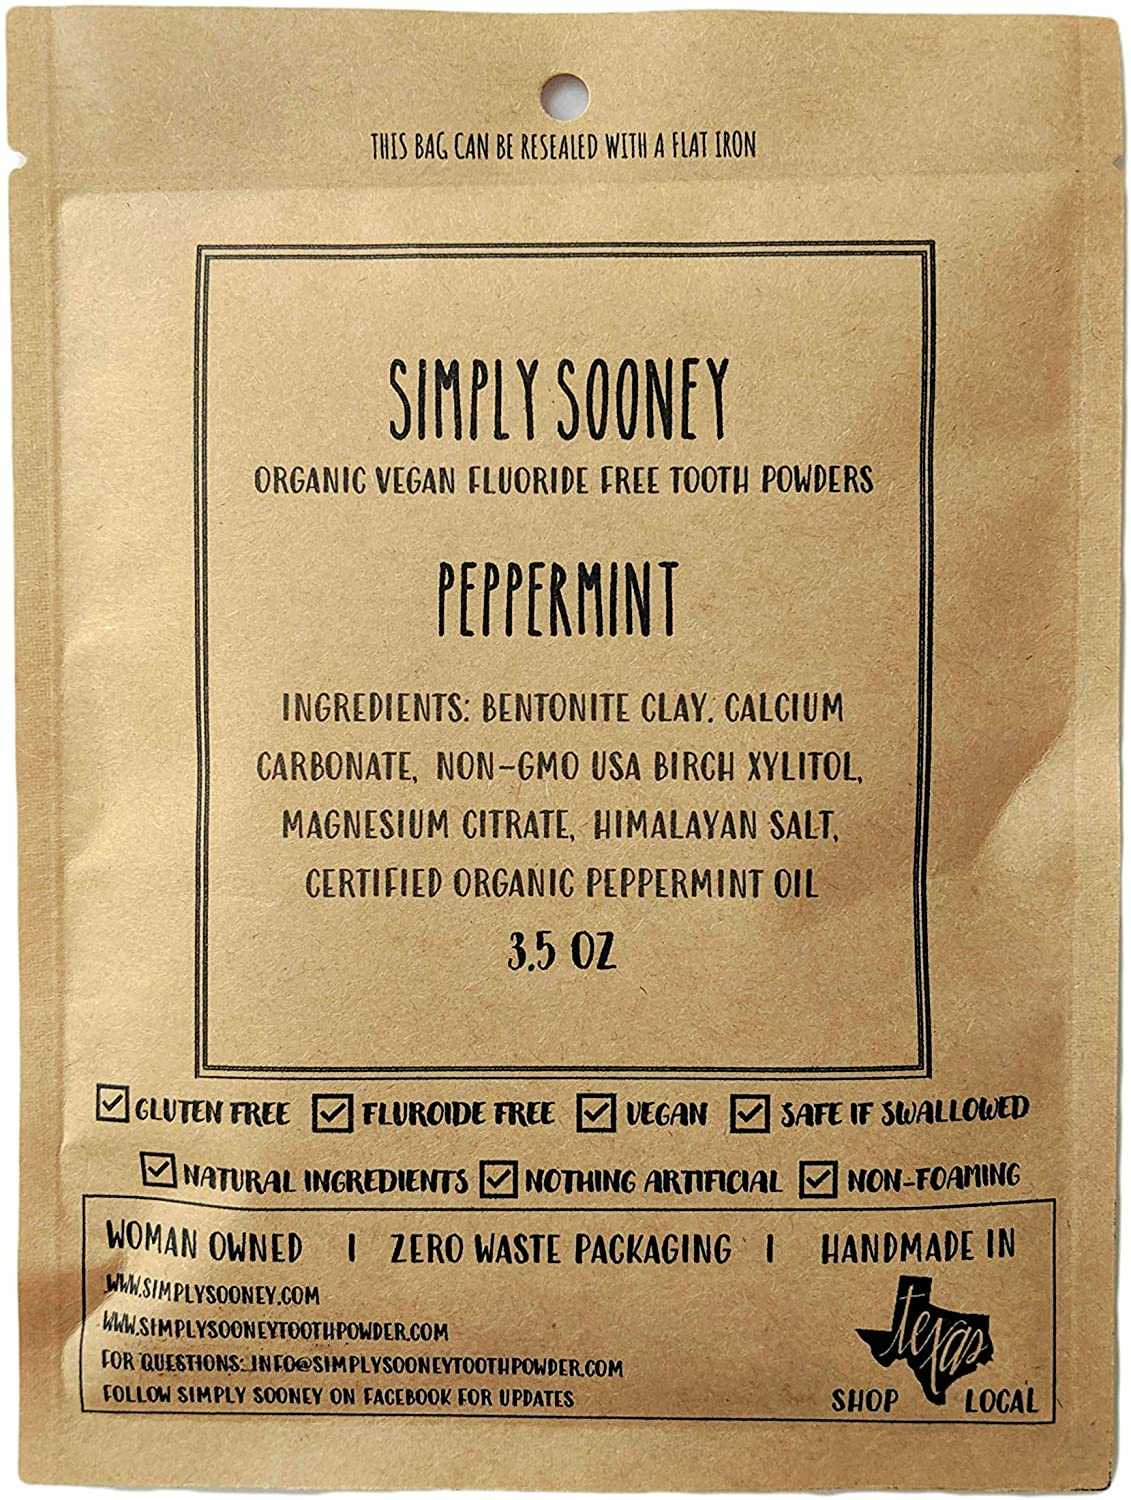 THIS BAG CAN BE RESEALED WITH A FLAT IRON
SIMPLY SOONEY
ORGANIC VEGAN FLUORIDE FREE TOOTH POWDERS
PEPPERMINT
INGREDIENTS: BENTONITE CLAY. CALCIUM
CARBONATE, NON-GMO USA BIRCH XYLITOL,
MAGNESIUM CITRATE, HIMALAYAN SALT,
CERTIFIED ORGANIC PEPPERMINT OIL
3.5 OZ
GLUTEN FREE FLUROIDE FREE VEGAN SAFE IF SWALLOWED
NATURAL INGREDIENTS NOTHING ARTIFICIAL NON-FOAMING
WOMAN OWNED | ZERO WASTE PACKAGING | HANDMADE IN
WWW.SIMPLYSOONEY.COM
WWW.SIMPLYSOONEYTOOTHPOWDER.COM
FOR QUESTIONS: INFO@SIMPLYSOONEYTOOTHPOWDER.COM
FOLLOW SIMPLY SOONEY ON FACEBOOK FOR UPDATES
texas
SHOP LOCAL